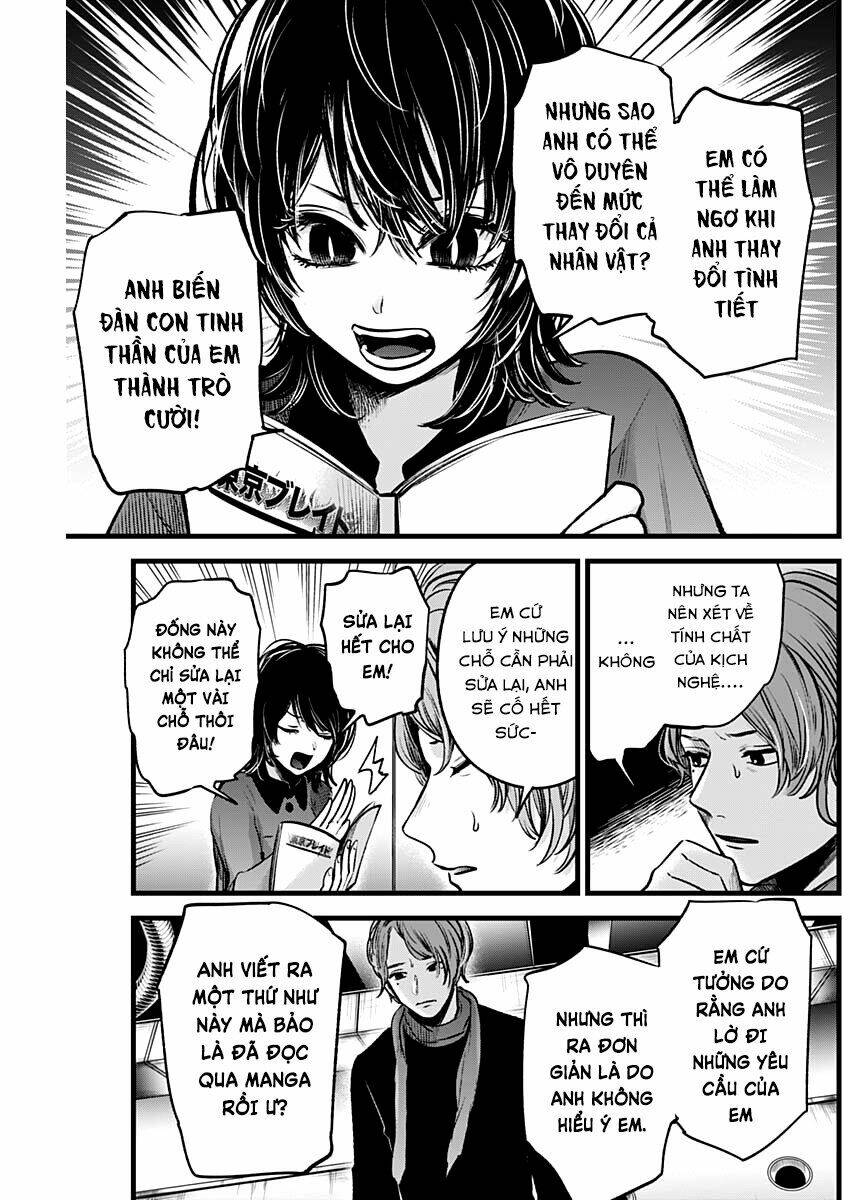 EM CÓ
THỂ LÀM
NGƠ KHI
ANH THAY
ĐỔI TÌNH
TIẾT
NHƯNG SAO
ANH CÓ THỂ
VÔ DUYÊN
ĐẾN MỨC
THAY ĐỔI CẢ
NHÂN VẬT?
ANH BIẾN
ĐÀN CON TINH
THẦN CỦA EM
THÀNH TRÒ
CƯỜI!
東京ブレイド
NHƯNG TA
NÊN XÉT VỀ
TÍNH CHẤT
CỦA KỊCH
NGHỆ....
...
KHÔNG
EM CỨ
LƯU Ý NHỮNG
CHỖ CẦN PHẢI
SỬA LẠI, ANH
SẼ CỐ HẾT
SỨC-
SỬA LẠI
HẾT CHO
EM!
ĐỐNG NÀY
KHÔNG THỂ
CHỈ SỬA LẠI
MỘT VÀI
CHỖ THÔI
ĐÂU!
東京ブレイド
EM CỨ
TƯỞNG DO
RẰNG ANH
LỜ ĐI
NHỮNG YÊU
CẦU CỦA
EM
NHƯNG THÌ
RA ĐƠN
GIẢN LÀ DO
ANH KHÔNG
HIỂU Ý EM.
ANH VIẾT RA
MỘT THỨ NHƯ
NÀY MÀ BẢO
LÀ ĐÃ ĐỌC
QUA MANGA
RỒI Ư?